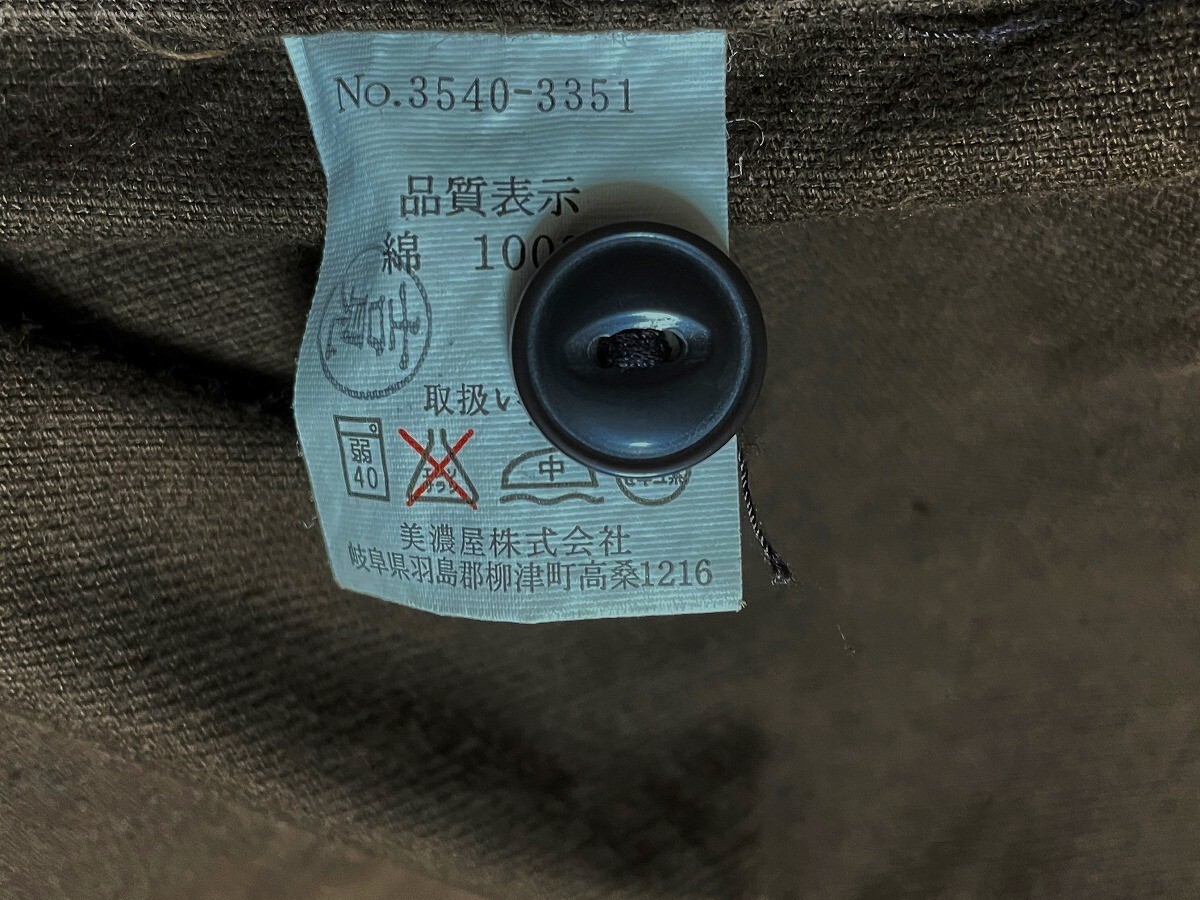 No.3540-3351
品質表示
綿 100
取扱い
弱
40
中
美濃屋株式会社
岐阜県羽島郡柳津町高桑1216